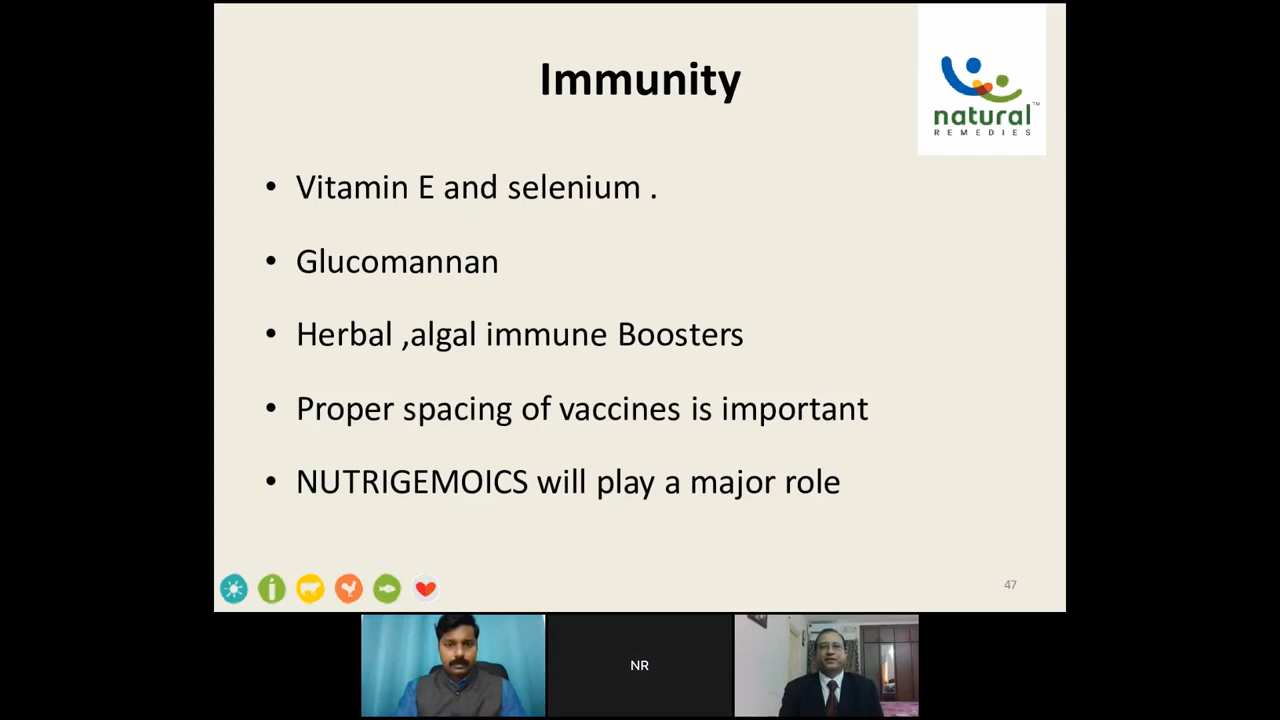 Immunity
natural™
REMEDIES
• Vitamin E and selenium .
• Glucomannan
• Herbal ,algal immune Boosters
• Proper spacing of vaccines is important
• NUTRIGEMOICS will play a major role
47
NR